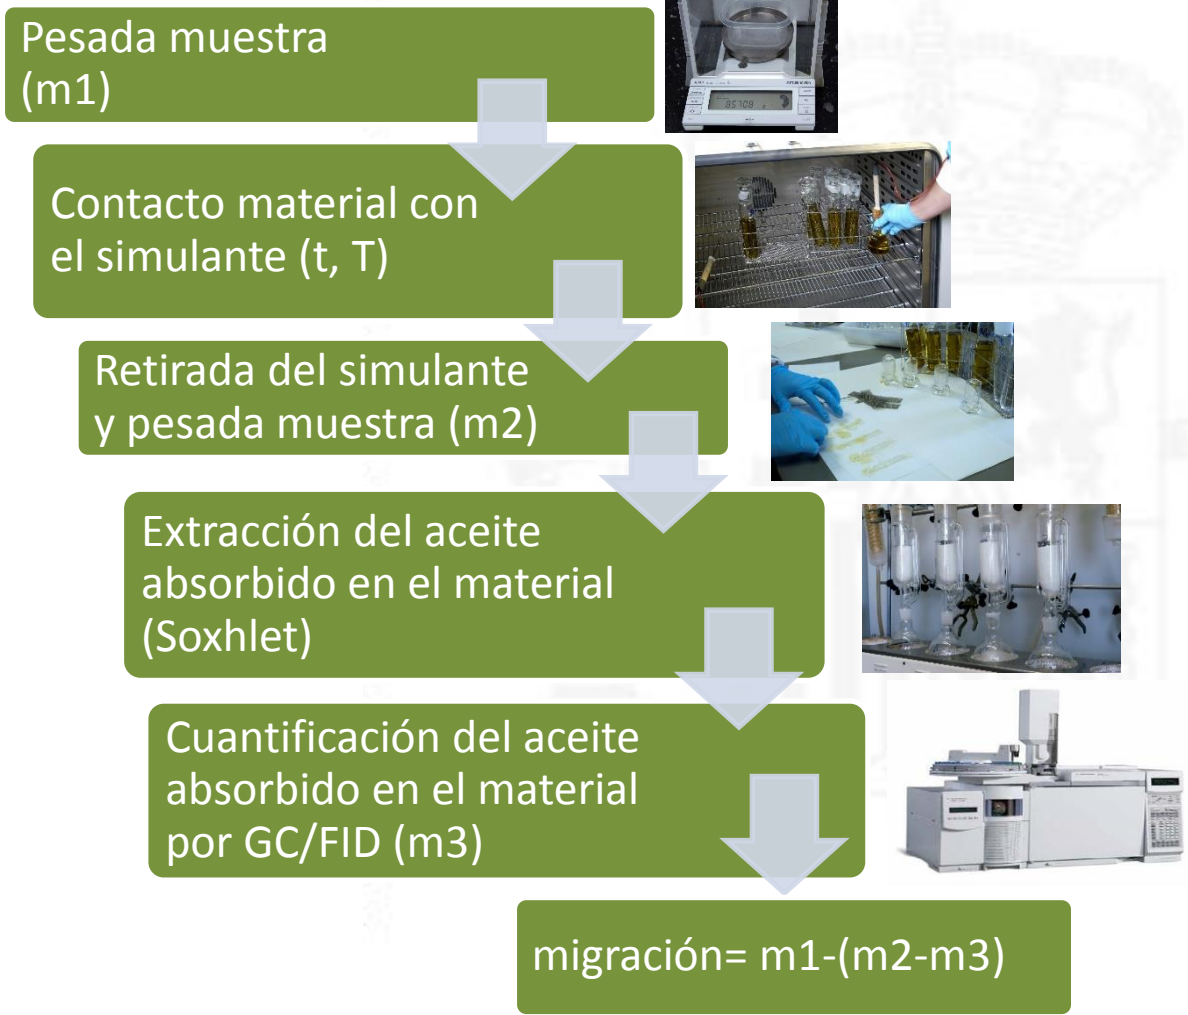 Pesada muestra
(m1)
Contacto material con
el simulante (t, T)
Retirada del simulante
y pesada muestra (m2)
Extracción del aceite
absorbido en el material
(Soxhlet)
Cuantificación del aceite
absorbido en el material
por GC/FID (m3)
migración= m1-(m2-m3)